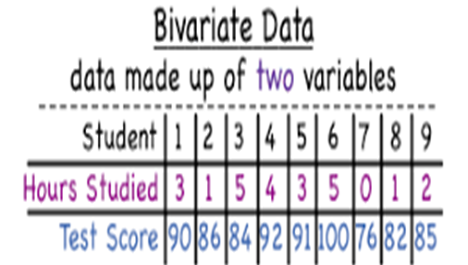 Bivariate Data
data made up of two variables
Student 1 2 3 4 5 6 7 8 9
Hours Studied 3 1 5 4 3 5 0 1 2
Test Score 90 86 84 92 91 100 76 82 85